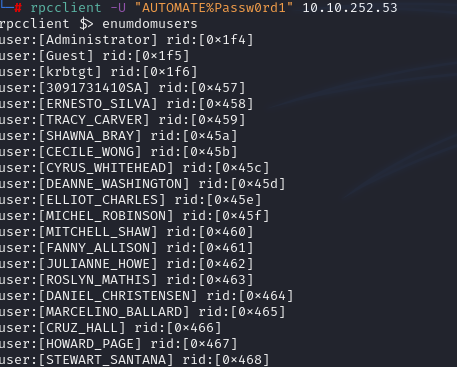 └─# rpcclient -U "AUTOMATE%Passw0rd1" 10.10.252.53
rpcclient $> enumdomusers
user:[Administrator] rid:[0×1f4]
user:[Guest] rid:[0×1f5]
user:[krbtgt] rid:[0×1f6]
user:[3091731410SA] rid:[0×457]
user:[ERNESTO_SILVA] rid:[0×458]
user:[TRACY_CARVER] rid:[0×459]
user:[SHAWNA_BRAY] rid:[0×45a]
user:[CECILE_WONG] rid:[0×45b]
user:[CYRUS_WHITEHEAD] rid:[0×45c]
user:[DEANNE_WASHINGTON] rid:[0×45d]
user:[ELLIOT_CHARLES] rid:[0×45e]
user:[MICHEL_ROBINSON] rid:[0×45f]
user:[MITCHELL_SHAW] rid:[0×460]
user:[FANNY_ALLISON] rid:[0×461]
user:[JULIANNE_HOWE] rid:[0×462]
user:[ROSLYN_MATHIS] rid:[0×463]
user:[DANIEL_CHRISTENSEN] rid:[0×464]
user:[MARCELINO_BALLARD] rid:[0×465]
user:[CRUZ_HALL] rid:[0×466]
user:[HOWARD_PAGE] rid:[0×467]
user:[STEWART_SANTANA] rid:[0×468]